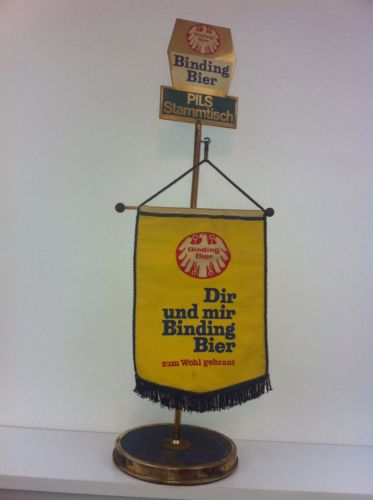 Binding
Bier
Binding
Bier
PILS
Stammtisch
Binding
Bier
Dir
und mir
Binding
Bier
zum Wohl gebraut